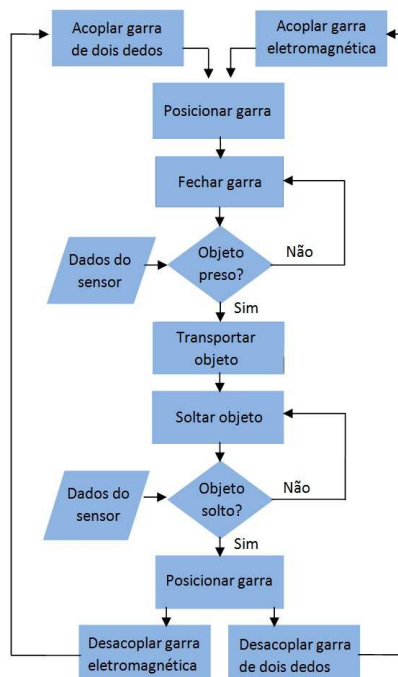 Acoplar garra
de dois dedos
Acoplar garra
eletromagnética
Posicionar garra
Fechar garra
Dados do
sensor
Objeto
preso?
Não
Sim
Transportar
objeto
Soltar objeto
Dados do
sensor
Objeto
solto?
Não
Sim
Posicionar garra
Desacoplar garra
eletromagnética
Desacoplar garra
de dois dedos